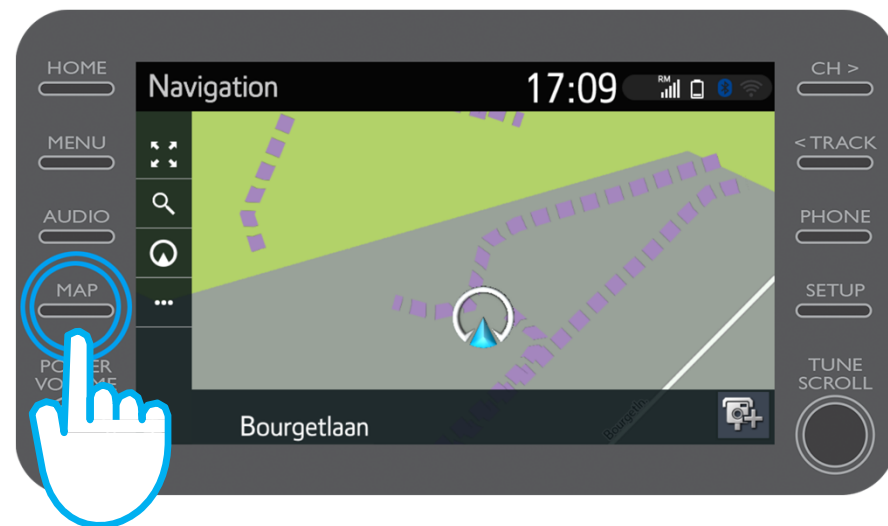 HOME
MENU
AUDIO
MAP
Navigation
17:09
RM
Bourgetlaan
CH >
< TRACK
PHONE
SETUP
TUNE
SCROLL